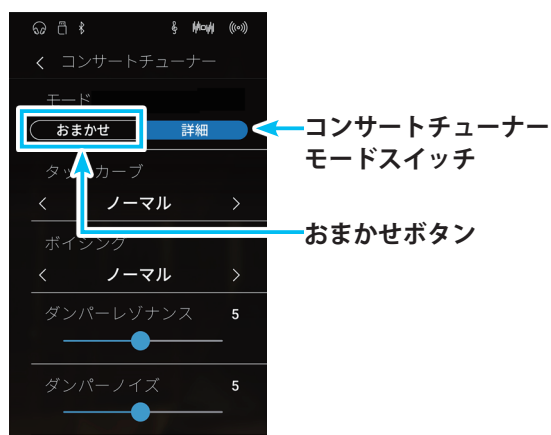 コンサートチューナー
モード
おまかせ 詳細
コンサートチューナー
モードスイッチ
タッチカーブ
ノーマル
おまかせボタン
ボイシング
ノーマル
ダンパーレゾナンス 5
ダンパーノイズ 5